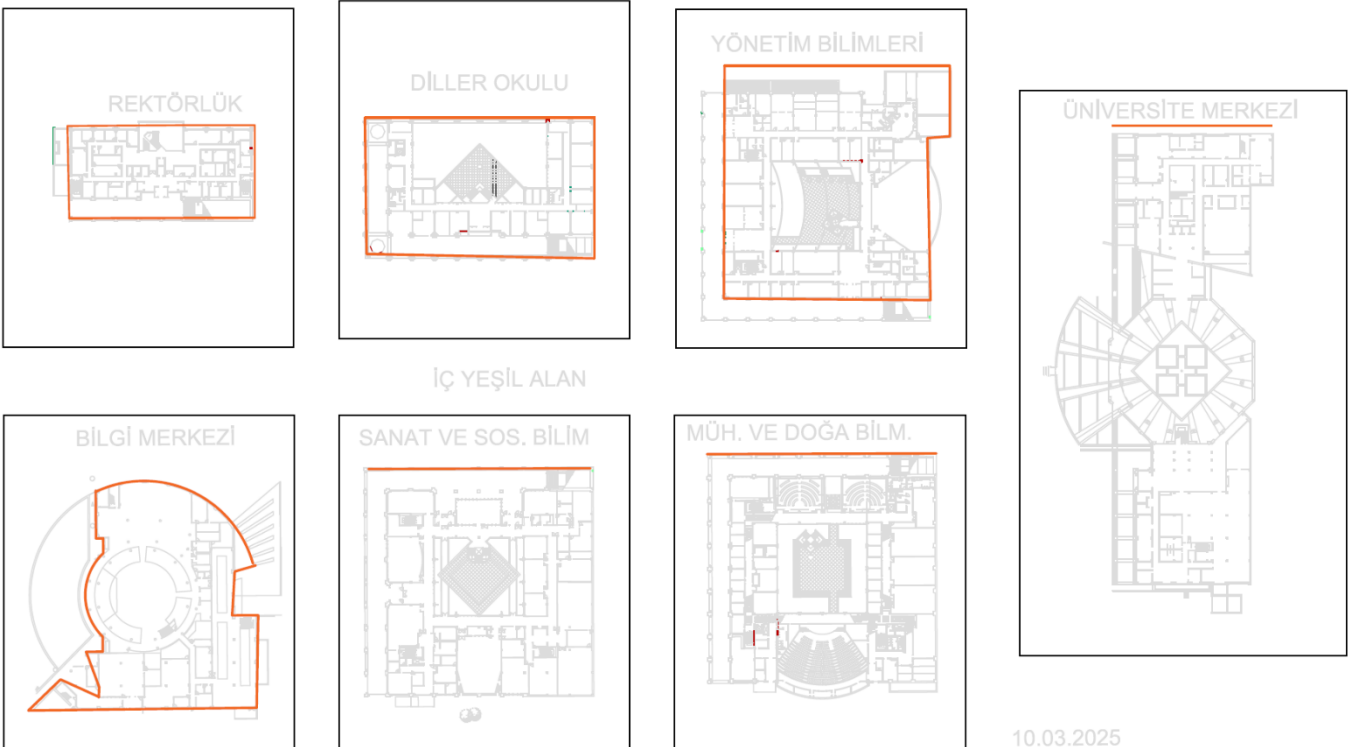 REKTÖRLÜK
DİLLER OKULU
YÖNETİM BİLİMLERİ
ÜNİVERSİTE MERKEZİ
İÇ YEŞİL ALAN
BİLGİ MERKEZİ
SANAT VE SOS. BİLİM
MÜH. VE DOĞA BİLM.
10.03.2025